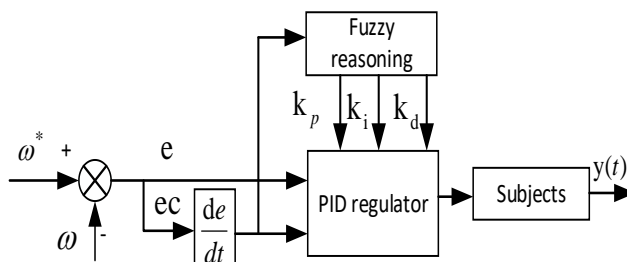 Fuzzy
reasoning
k_p k_i k_d
ω* +
e
ec
de/dt
ω -
PID regulator
Subjects
y(t)